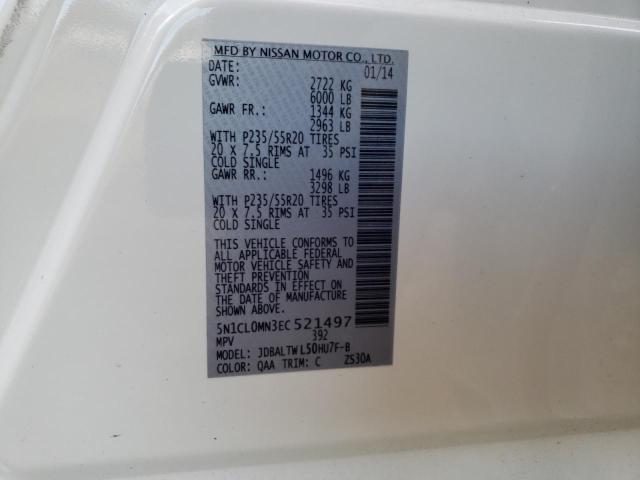 MFD BY NISSAN MOTOR CO., LTD.
DATE: 01/14
GVWR: 2722 KG
6000 LB
GAWR FR.: 1344 KG
2963 LB
WITH P235/55R20 TIRES
20 X 7.5 RIMS AT 35 PSI
COLD SINGLE
GAWR RR.: 1496 KG
3298 LB
WITH P235/55R20 TIRES
20 X 7.5 RIMS AT 35 PSI
COLD SINGLE
THIS VEHICLE CONFORMS TO
ALL APPLICABLE FEDERAL
MOTOR VEHICLE SAFETY AND
THEFT PREVENTION
STANDARDS IN EFFECT ON
THE DATE OF MANUFACTURE
SHOWN ABOVE.
5N1CL0MN3EC521497
MPV 392
MODEL: JDBALTWL50HU7F-B
COLOR: QAA TRIM: C ZS30A